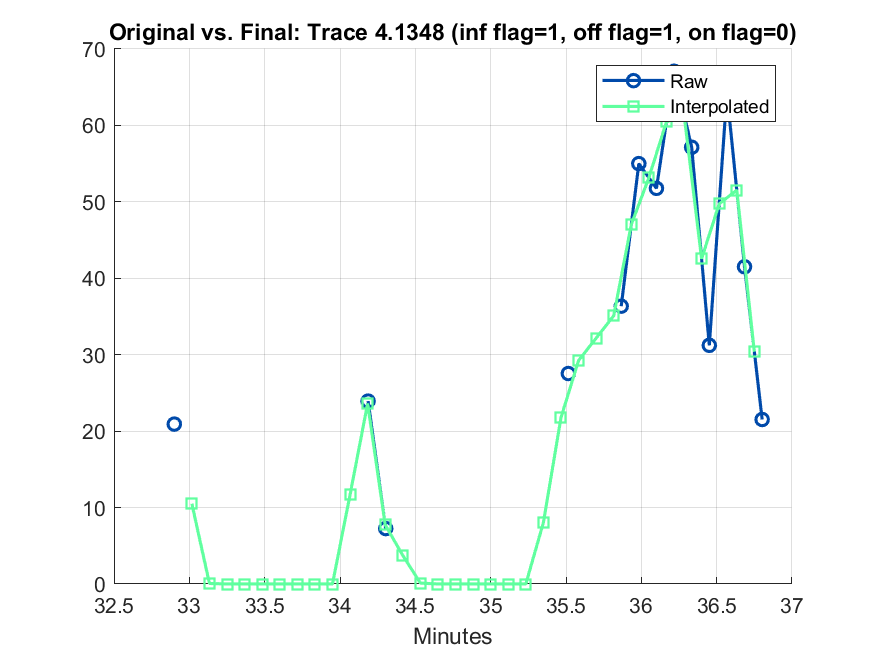 Original vs. Final: Trace 4.1348 (inf flag=1, off flag=1, on flag=0)
70
60
50
40
30
20
10
0
Raw
Interpolated
32.5 33 33.5 34 34.5 35 35.5 36 36.5 37
Minutes